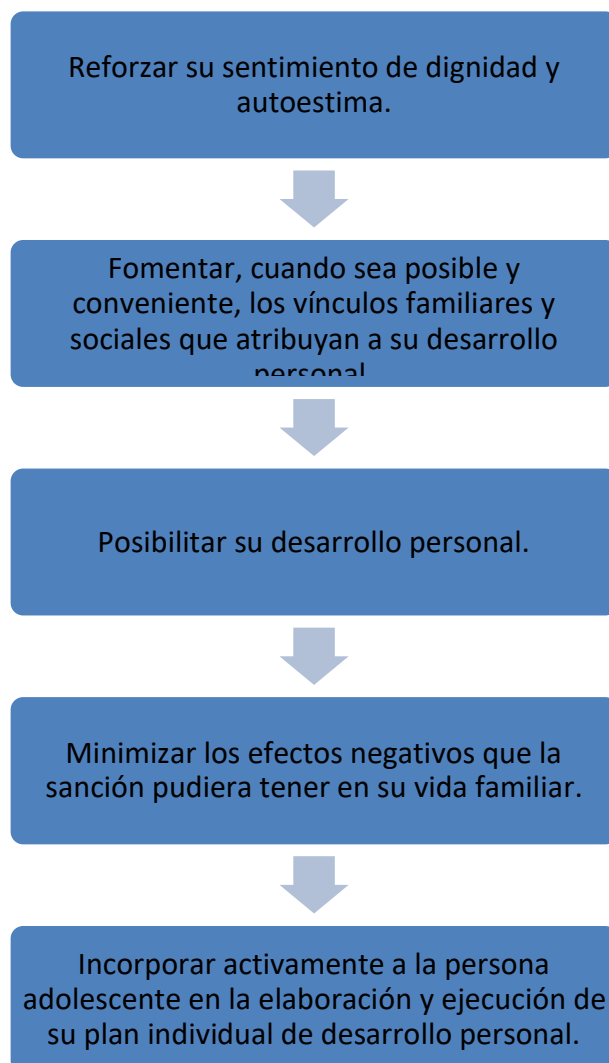 Reforzar su sentimiento de dignidad y
autoestima.
Fomentar, cuando sea posible y
conveniente, los vínculos familiares y
sociales que atribuyan a su desarrollo
personal
Posibilitar su desarrollo personal.
Minimizar los efectos negativos que la
sanción pudiera tener en su vida familiar.
Incorporar activamente a la persona
adolescente en la elaboración y ejecución de
su plan individual de desarrollo personal.